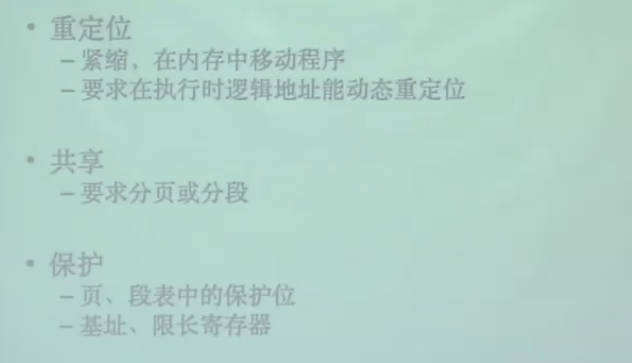 • 重定位
– 紧缩，在内存中移动程序
– 要求在执行时逻辑地址能动态重定位
• 共享
– 要求分页或分段
• 保护
– 页、段表中的保护位
– 基址、限长寄存器